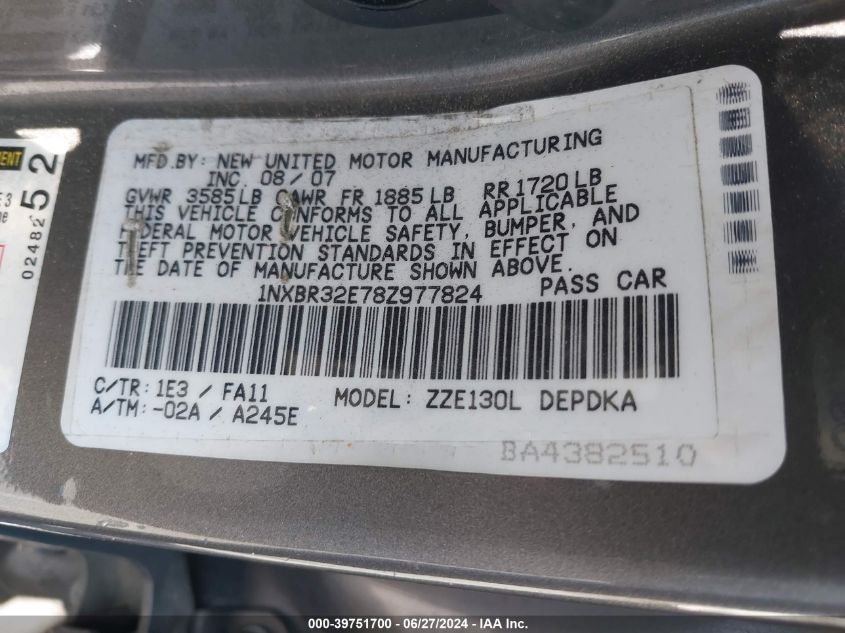 MFD.BY: NEW UNITED MOTOR MANUFACTURING
INC. 08/07
GVWR 3585LB GAWR FR 1885LB RR1720LB
THIS VEHICLE CONFORMS TO ALL APPLICABLE
FEDERAL MOTOR VEHICLE SAFETY, BUMPER, AND
THEFT PREVENTION STANDARDS IN EFFECT ON
THE DATE OF MANUFACTURE SHOWN ABOVE.
1NXBR32E78Z977824 PASS CAR
C/TR: 1E3 / FA11 MODEL: ZZE130L DEPDKA
A/TM: -02A / A245E
BA4382510
0248252
000-39751700 - 06/27/2024 - IAA Inc.